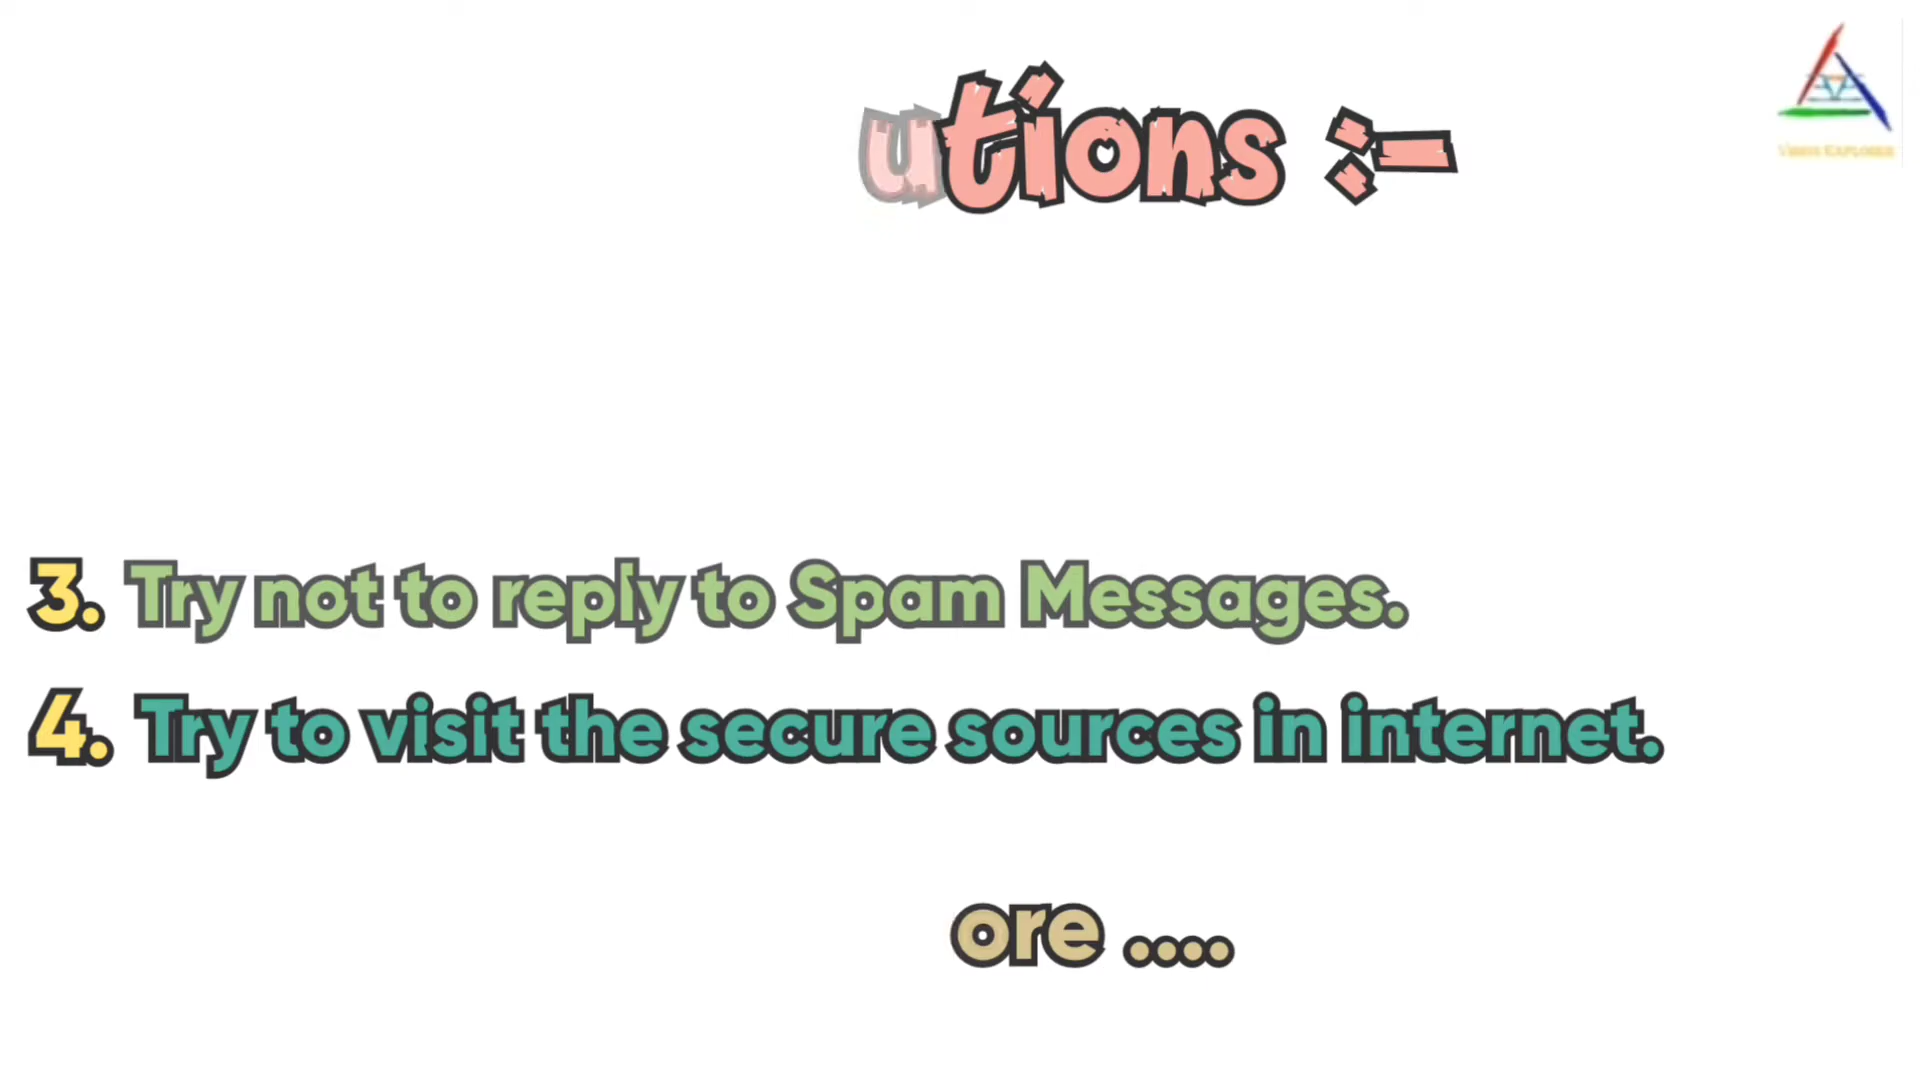 utions :-
3. Try not to reply to Spam Messages.
4. Try to visit the secure sources in internet.
ore ....